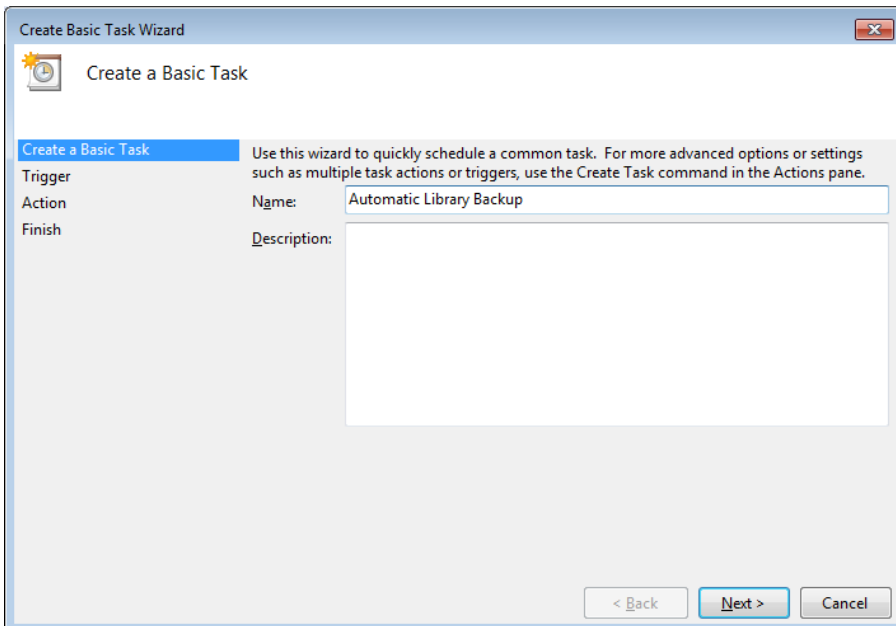 Create Basic Task Wizard
Create a Basic Task
Create a Basic Task
Trigger
Action
Finish
Use this wizard to quickly schedule a common task. For more advanced options or settings
such as multiple task actions or triggers, use the Create Task command in the Actions pane.
Name: Automatic Library Backup
Description:
< Back Next > Cancel